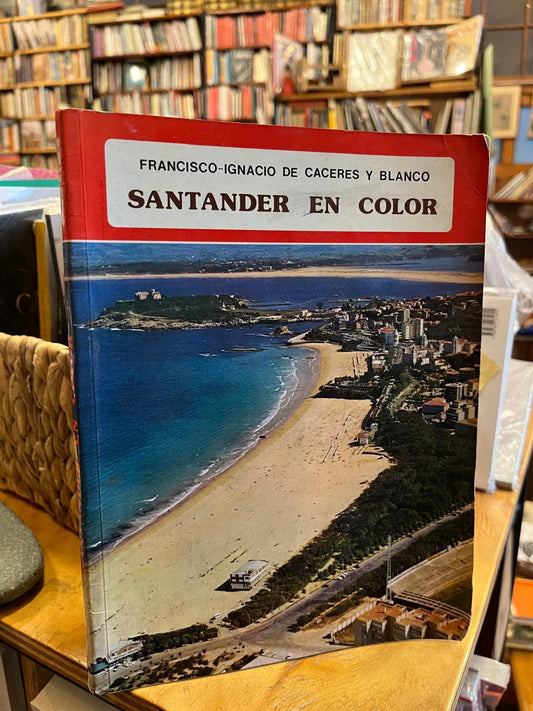 FRANCISCO-IGNACIO DE CACERES Y BLANCO
SANTANDER EN COLOR